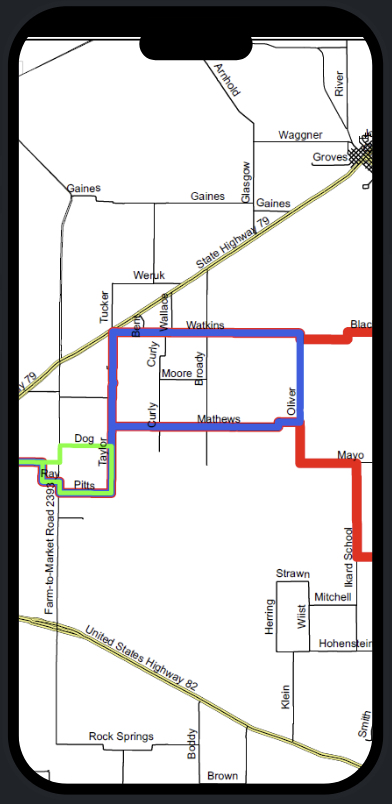 Arnhold
River
Waggner
Groves
Glasgow
Gaines
Gaines
Gaines
State Highway 79
Weruk
Tucker
Wallace
Bent
Watkins
Blac
y 79
Curly
Moore
Broady
Oliver
Curly
Mathews
Dog
Taylor
Mayo
Ray
Pitts
Farm-to-Market Road 2393
Ikard School
Strawn
Mitchell
Herring
Wiist
Hohenstein
United States Highway 82
Klein
Smith
Rock Springs
Boddy
Brown